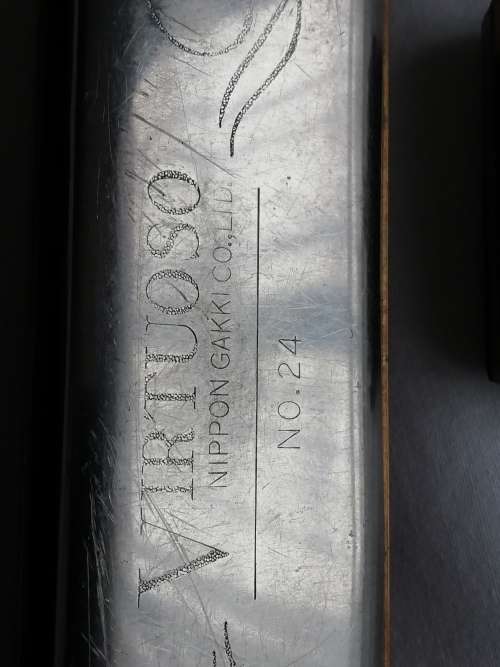 VIRTUOSO
NIPPON GAKKI CO., LTD.
NO. 24